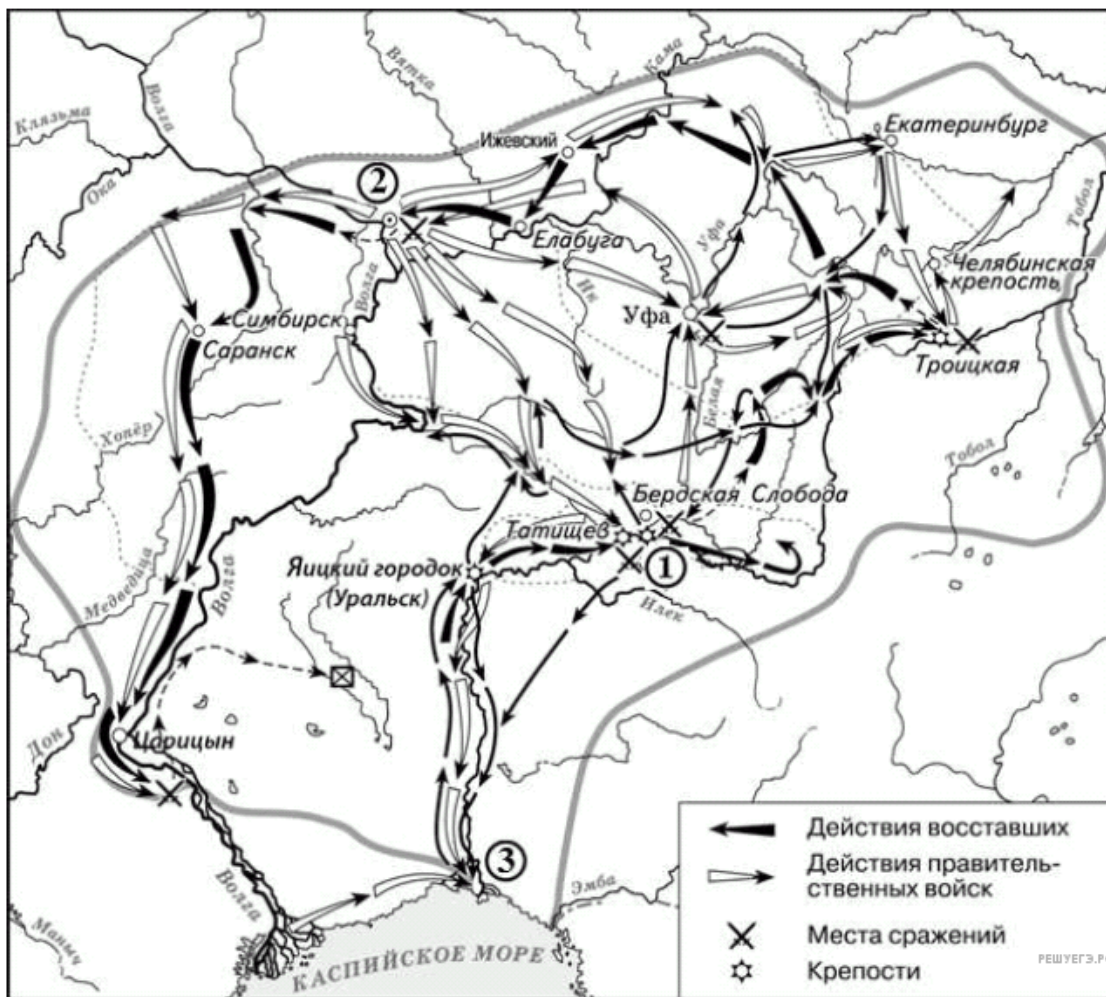 Вятка
Кама
Волга
Клязьма
Екатеринбург
Ижевский
Ока
2
Тобол
Уфа
Елабуга
Челябинская
крепость
Волга
Ик
Симбирск
Уфа
Саранск
Троицкая
Белая
Хопёр
Тобол
Бердская Слобода
Татищев
1
Яицкий городок
(Уральск)
Медведица
Волга
Илек
Дон
Царицын
3
Волга
Эмба
Маныч
КАСПИЙСКОЕ МОРЕ
Действия восставших
Действия правитель-
ственных войск
Места сражений
Крепости
РЕШУЕГЭ.РФ